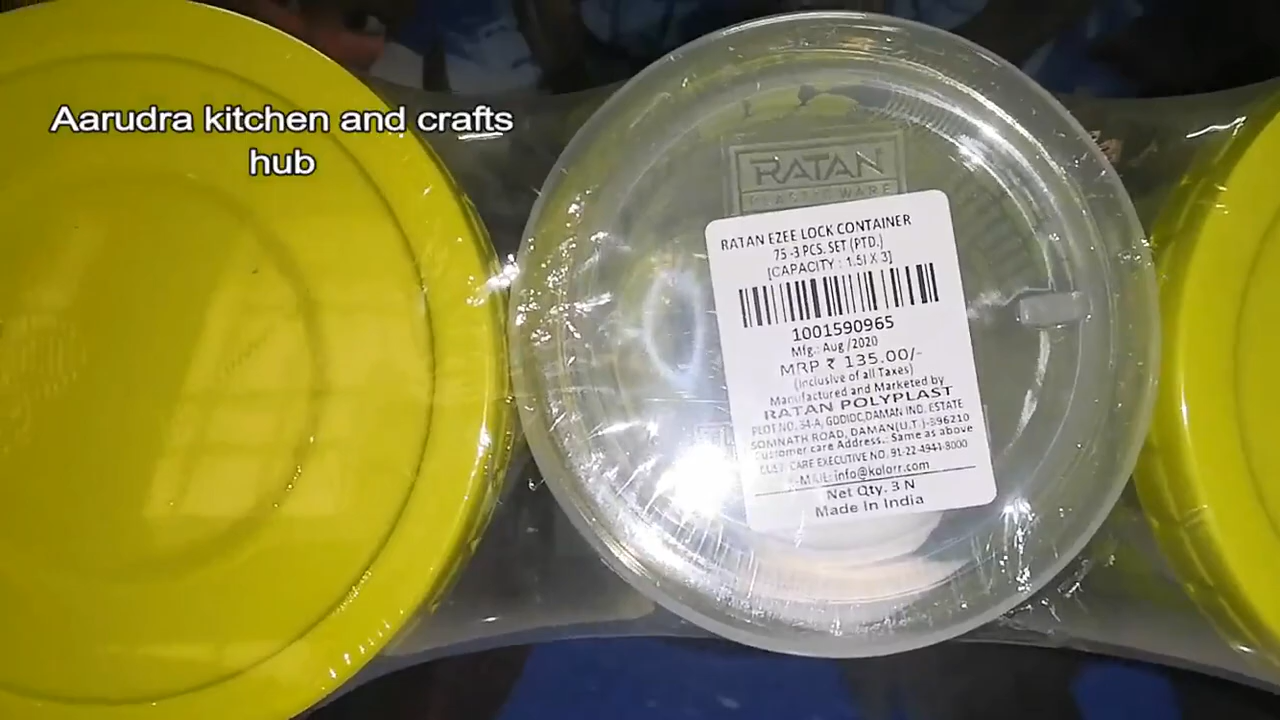 Aarudra kitchen and crafts
hub
RATAN
PLASTIC WARE
RATAN EZEE LOCK CONTAINER
75 -3 PCS. SET (PTD.)
[CAPACITY : 1.5l X 3]
1001590965
Mfg.: Aug /2020
MRP ₹ 135.00/-
(Inclusive of all Taxes)
Manufactured and Marketed by
RATAN POLYPLAST
PLOT NO. 34-A, GDDIDC,DAMAN IND. ESTATE
SOMNATH ROAD, DAMAN(U.T.)-396210
Customer care Address.: Same as above
CUST. CARE EXECUTIVE NO. 91-22-4941-8000
E-MAIL: info@kolorr.com
Net Qty. 3 N
Made In India